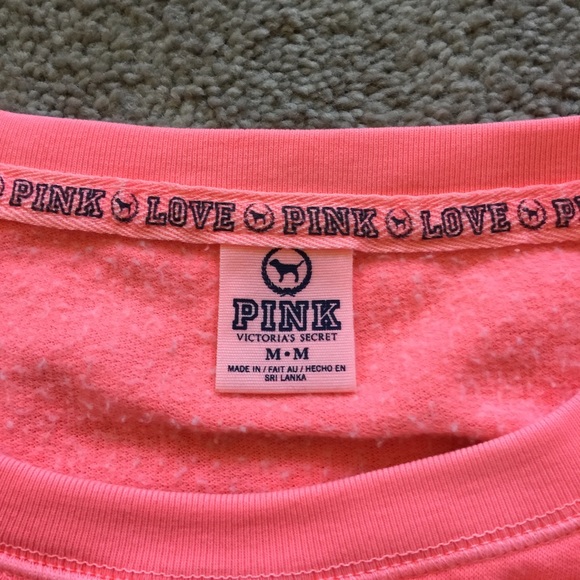 PINK LOVE PINK LOVE
PINK
VICTORIA'S SECRET
M•M
MADE IN / FAIT AU / HECHO EN
SRI LANKA